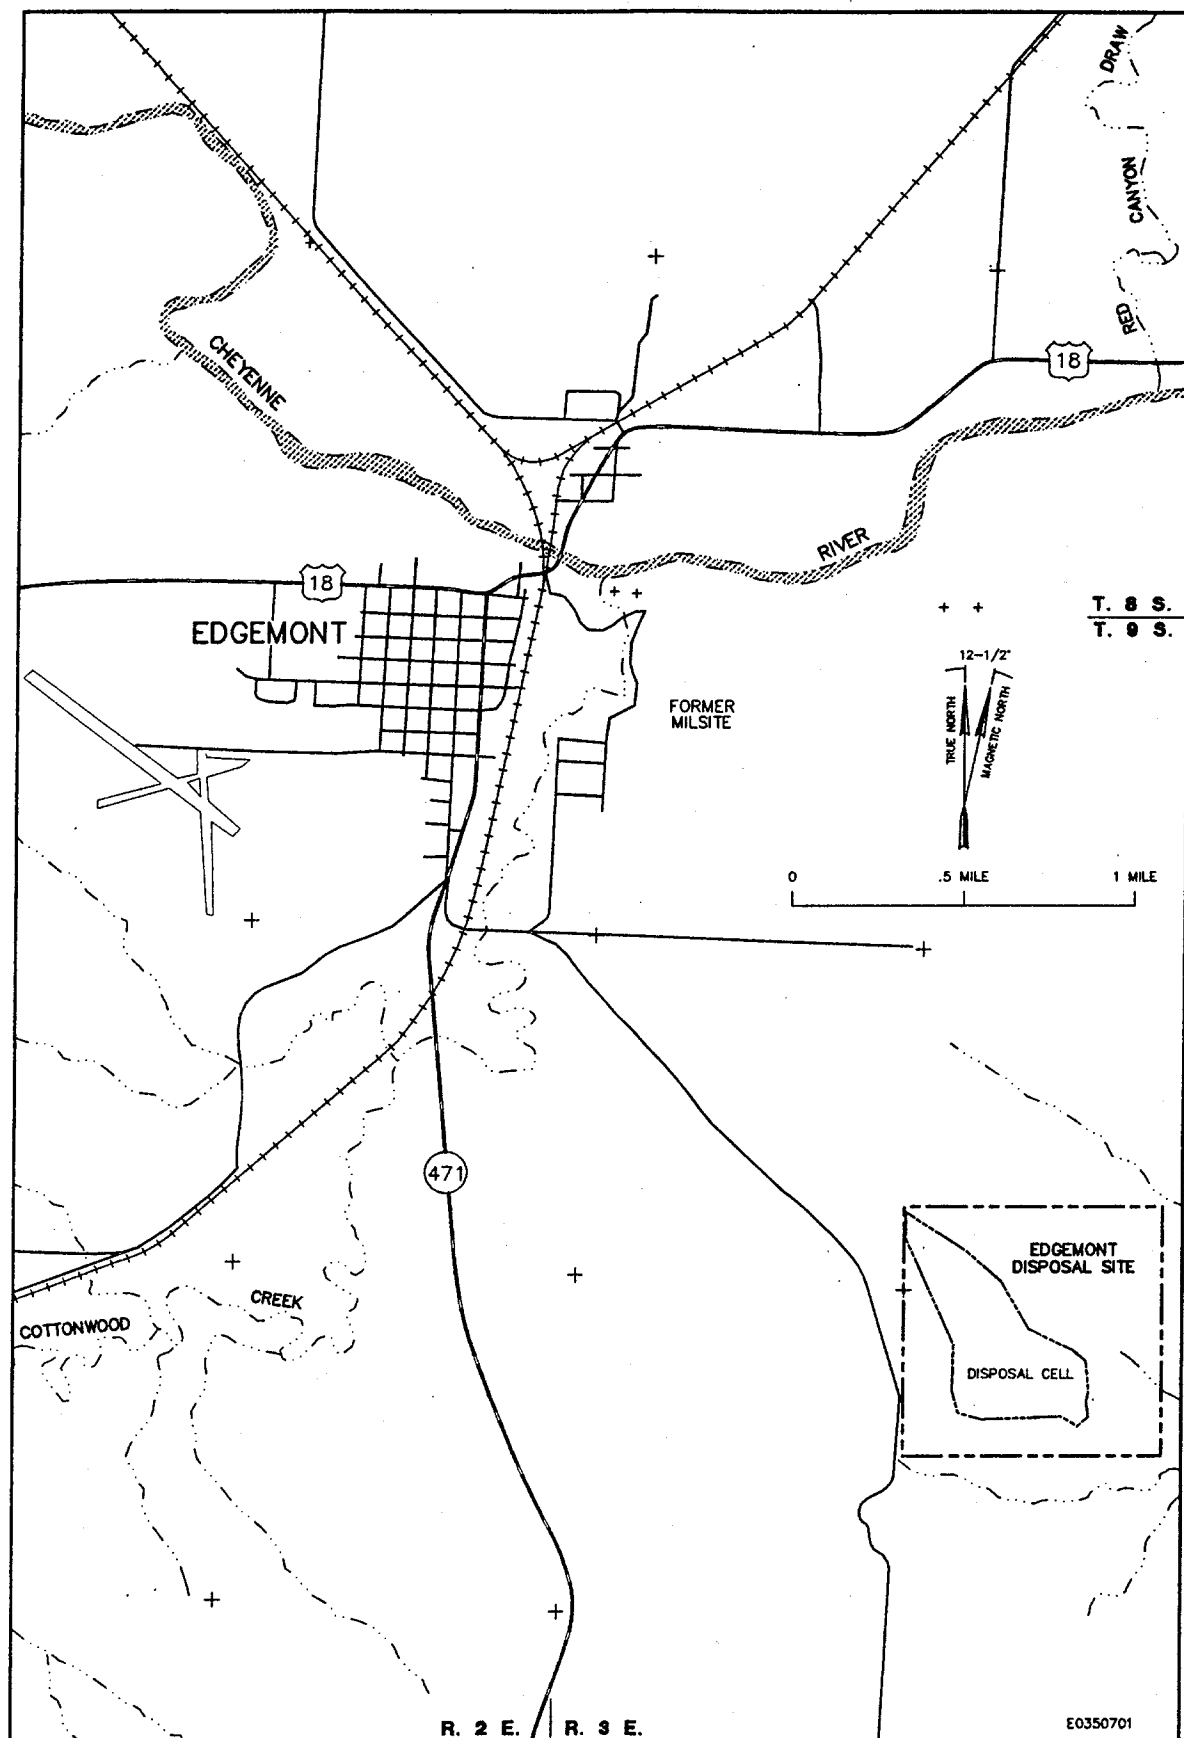 DRAW
CANYON
RED
18
CHEYENNE
RIVER
18
EDGEMONT
T. 8 S.
T. 9 S.
12-1/2°
TRUE NORTH
MAGNETIC NORTH
FORMER
MILSITE
0 .5 MILE 1 MILE
471
EDGEMONT
DISPOSAL SITE
CREEK
COTTONWOOD
DISPOSAL CELL
R. 2 E. R. 3 E.
E0350701